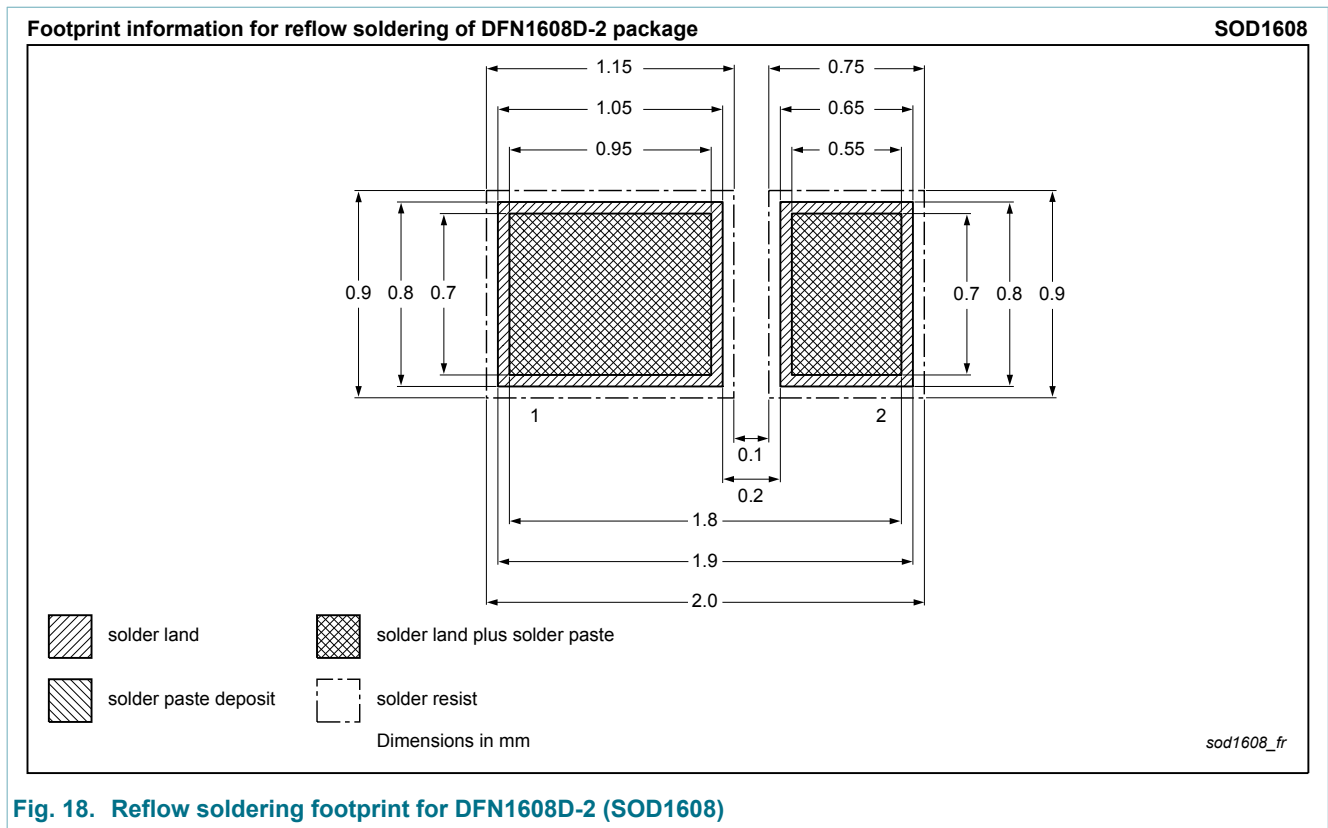 Footprint information for reflow soldering of DFN1608D-2 package SOD1608
1.15 0.75
1.05 0.65
0.95 0.55
0.9 0.8 0.7 0.7 0.8 0.9
1 2
0.1
0.2
1.8
1.9
2.0
solder land solder land plus solder paste
solder paste deposit solder resist
Dimensions in mm sod1608_fr
Fig. 18. Reflow soldering footprint for DFN1608D-2 (SOD1608)